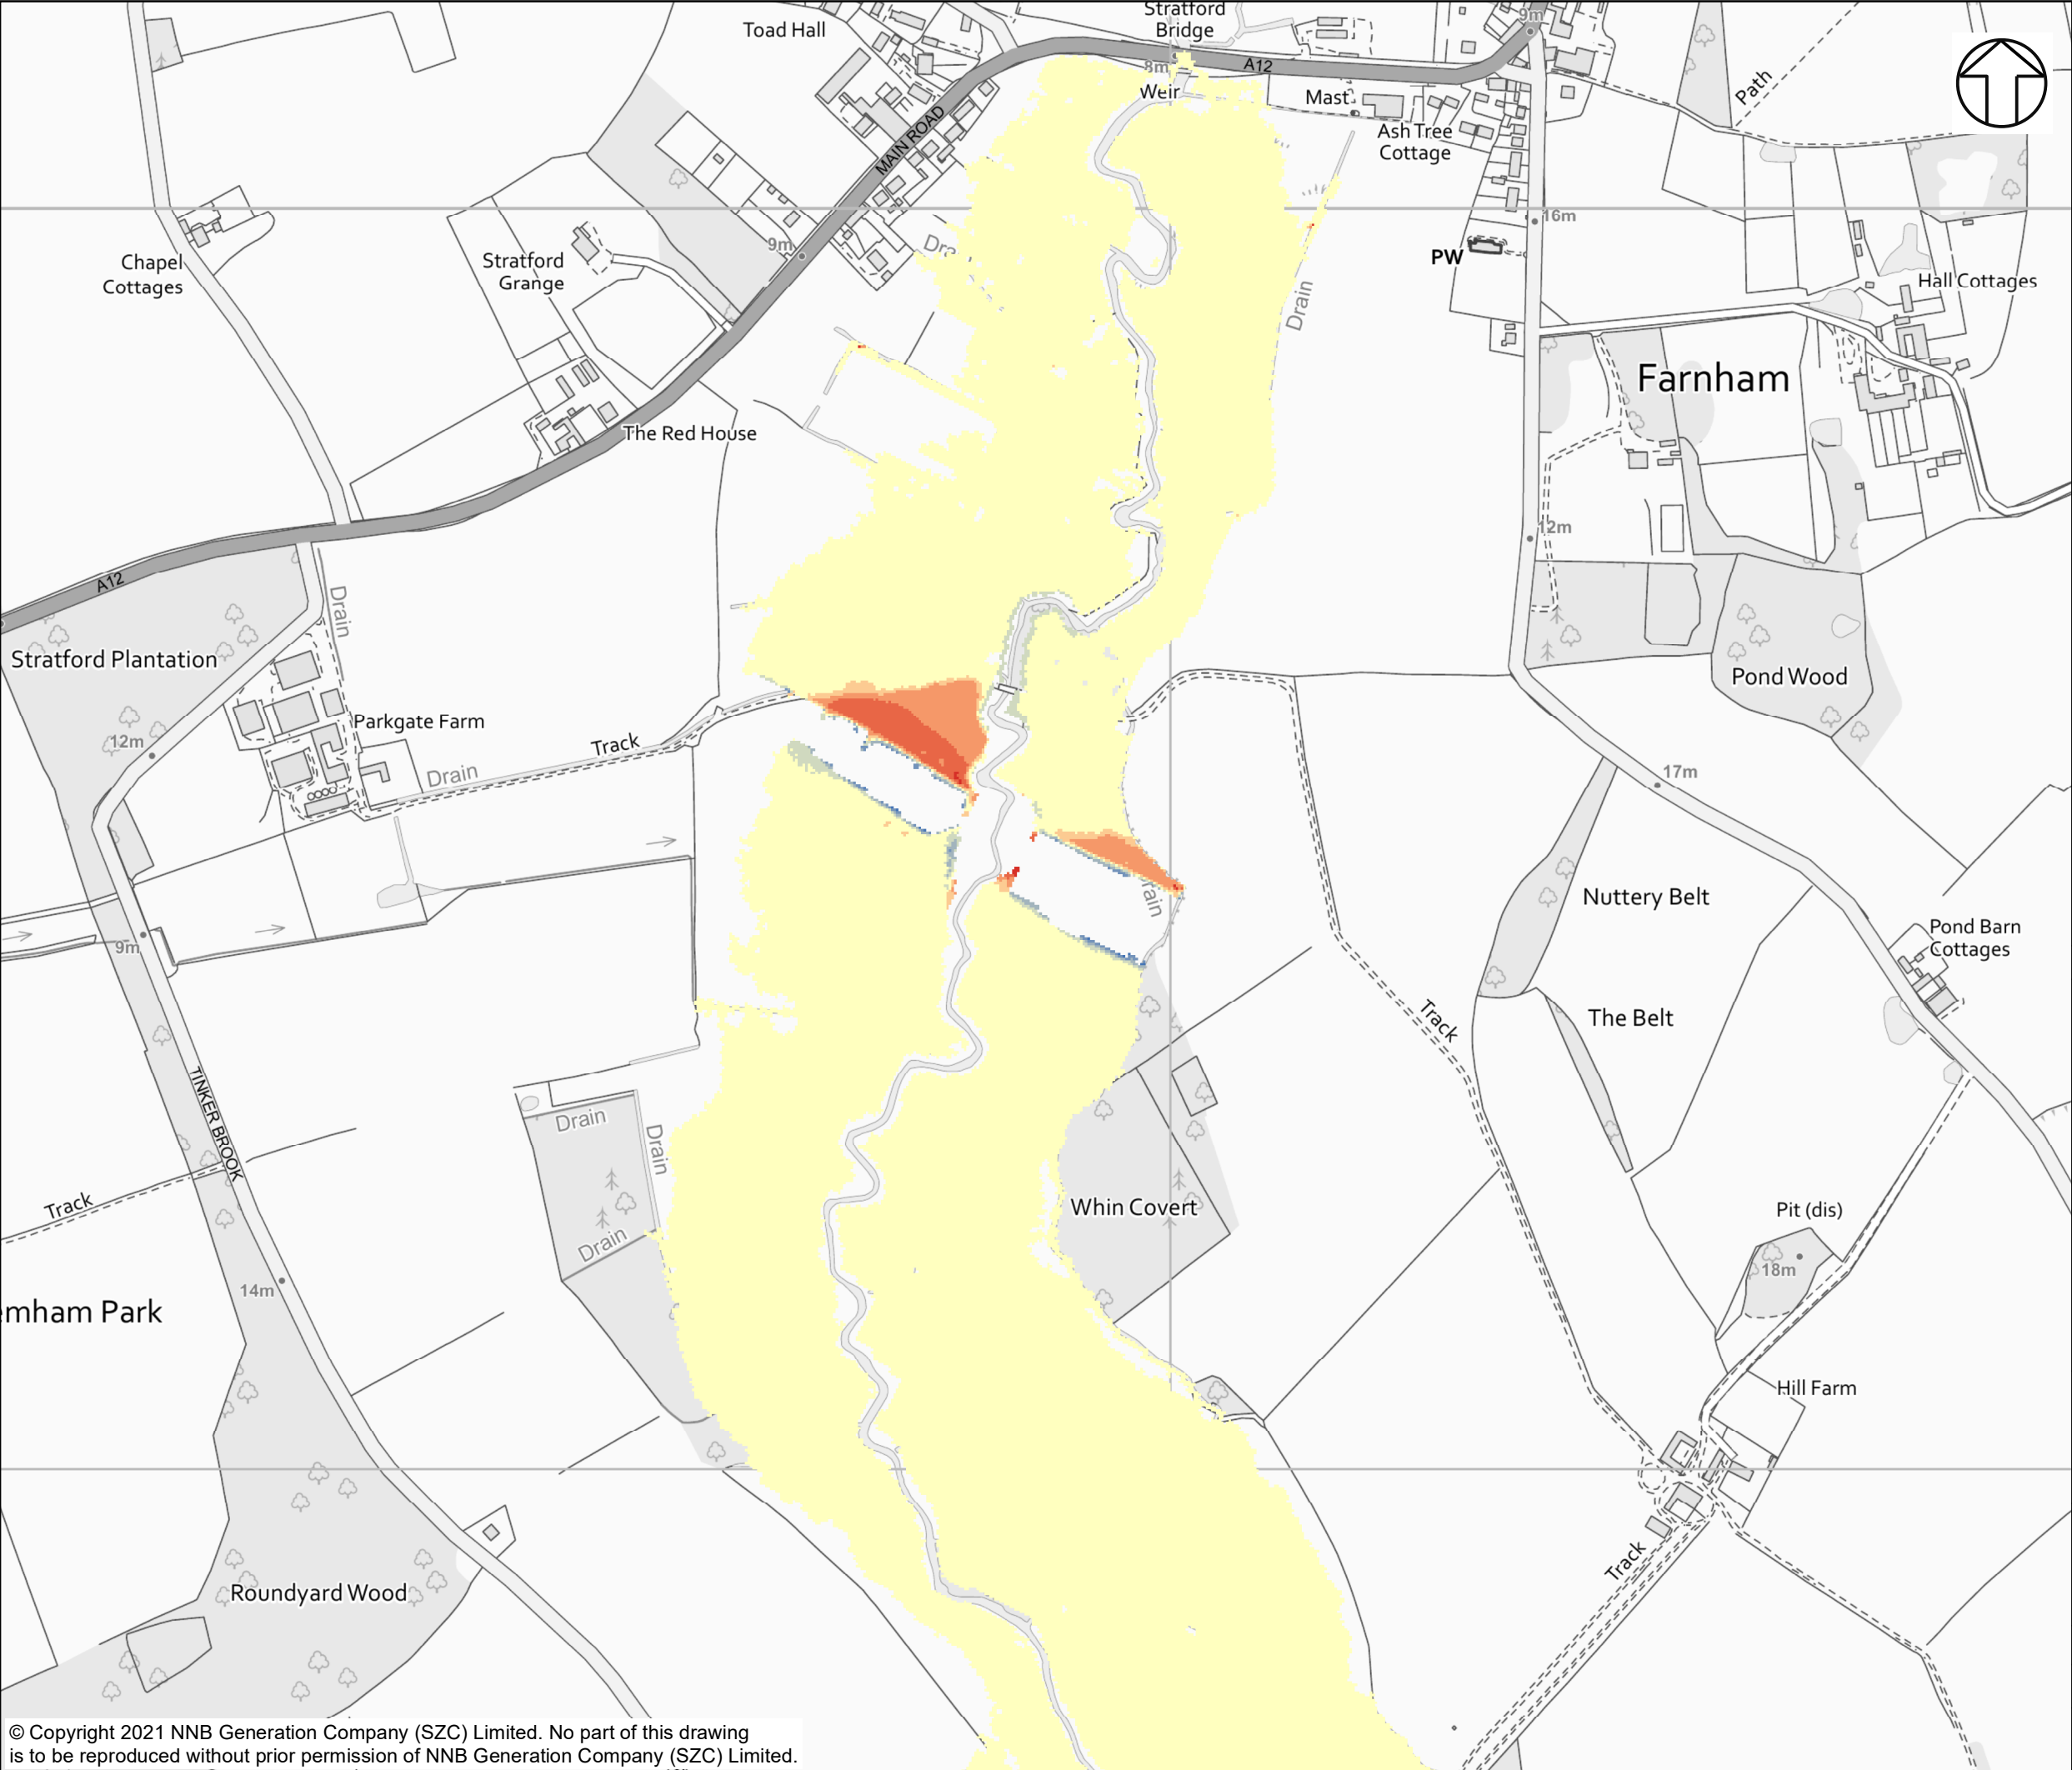 Toad Hall
Stratford
Bridge
9m
8m
A12
Weir
Mast
Path
Ash Tree
Cottage
MAIN ROAD
16m
9m
PW
Chapel
Cottages
Stratford
Grange
Hall Cottages
Drain
Farnham
The Red House
12m
A12
Drain
Stratford Plantation
Pond Wood
Parkgate Farm
12m
Track
Drain
17m
Nuttery Belt
9m
Pond Barn
Cottages
The Belt
Track
TINKER BROOK
Drain
Drain
Track
Whin Covert
Pit (dis)
Drain
18m
14m
emham Park
Hill Farm
Track
Roundyard Wood
© Copyright 2021 NNB Generation Company (SZC) Limited. No part of this drawing
is to be reproduced without prior permission of NNB Generation Company (SZC) Limited.